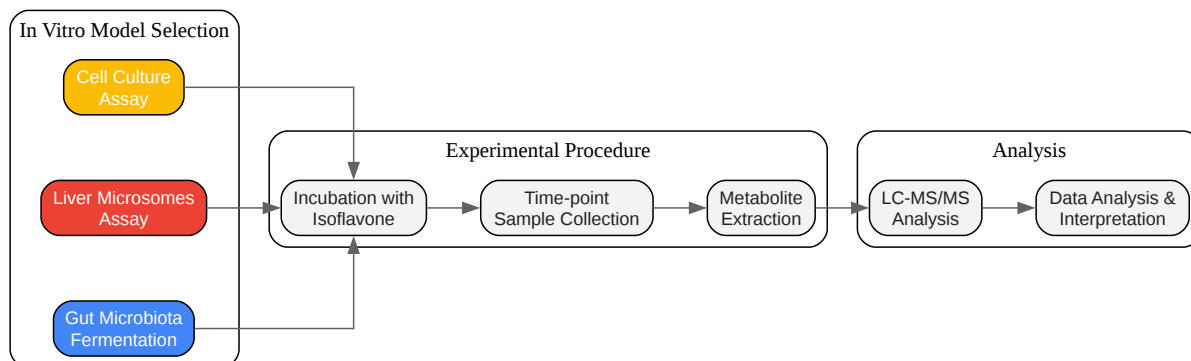 In Vitro Model Selection
Cell Culture
Assay
Liver Microsomes
Assay
Gut Microbiota
Fermentation
Experimental Procedure
Incubation with
Isoflavone
Time-point
Sample Collection
Metabolite
Extraction
Analysis
LC-MS/MS
Analysis
Data Analysis &
Interpretation